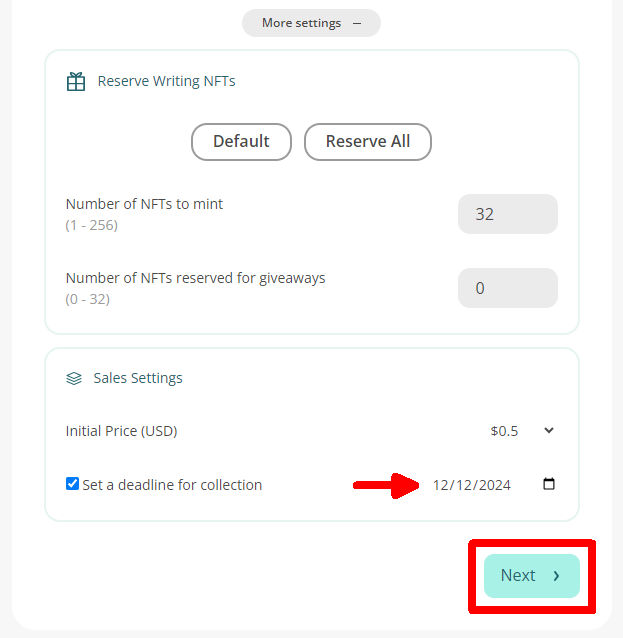 More settings −
Reserve Writing NFTs
Default Reserve All
Number of NFTs to mint
(1 - 256)
32
Number of NFTs reserved for giveaways
(0 - 32)
0
Sales Settings
Initial Price (USD) $0.5
Set a deadline for collection 12/12/2024
Next ›